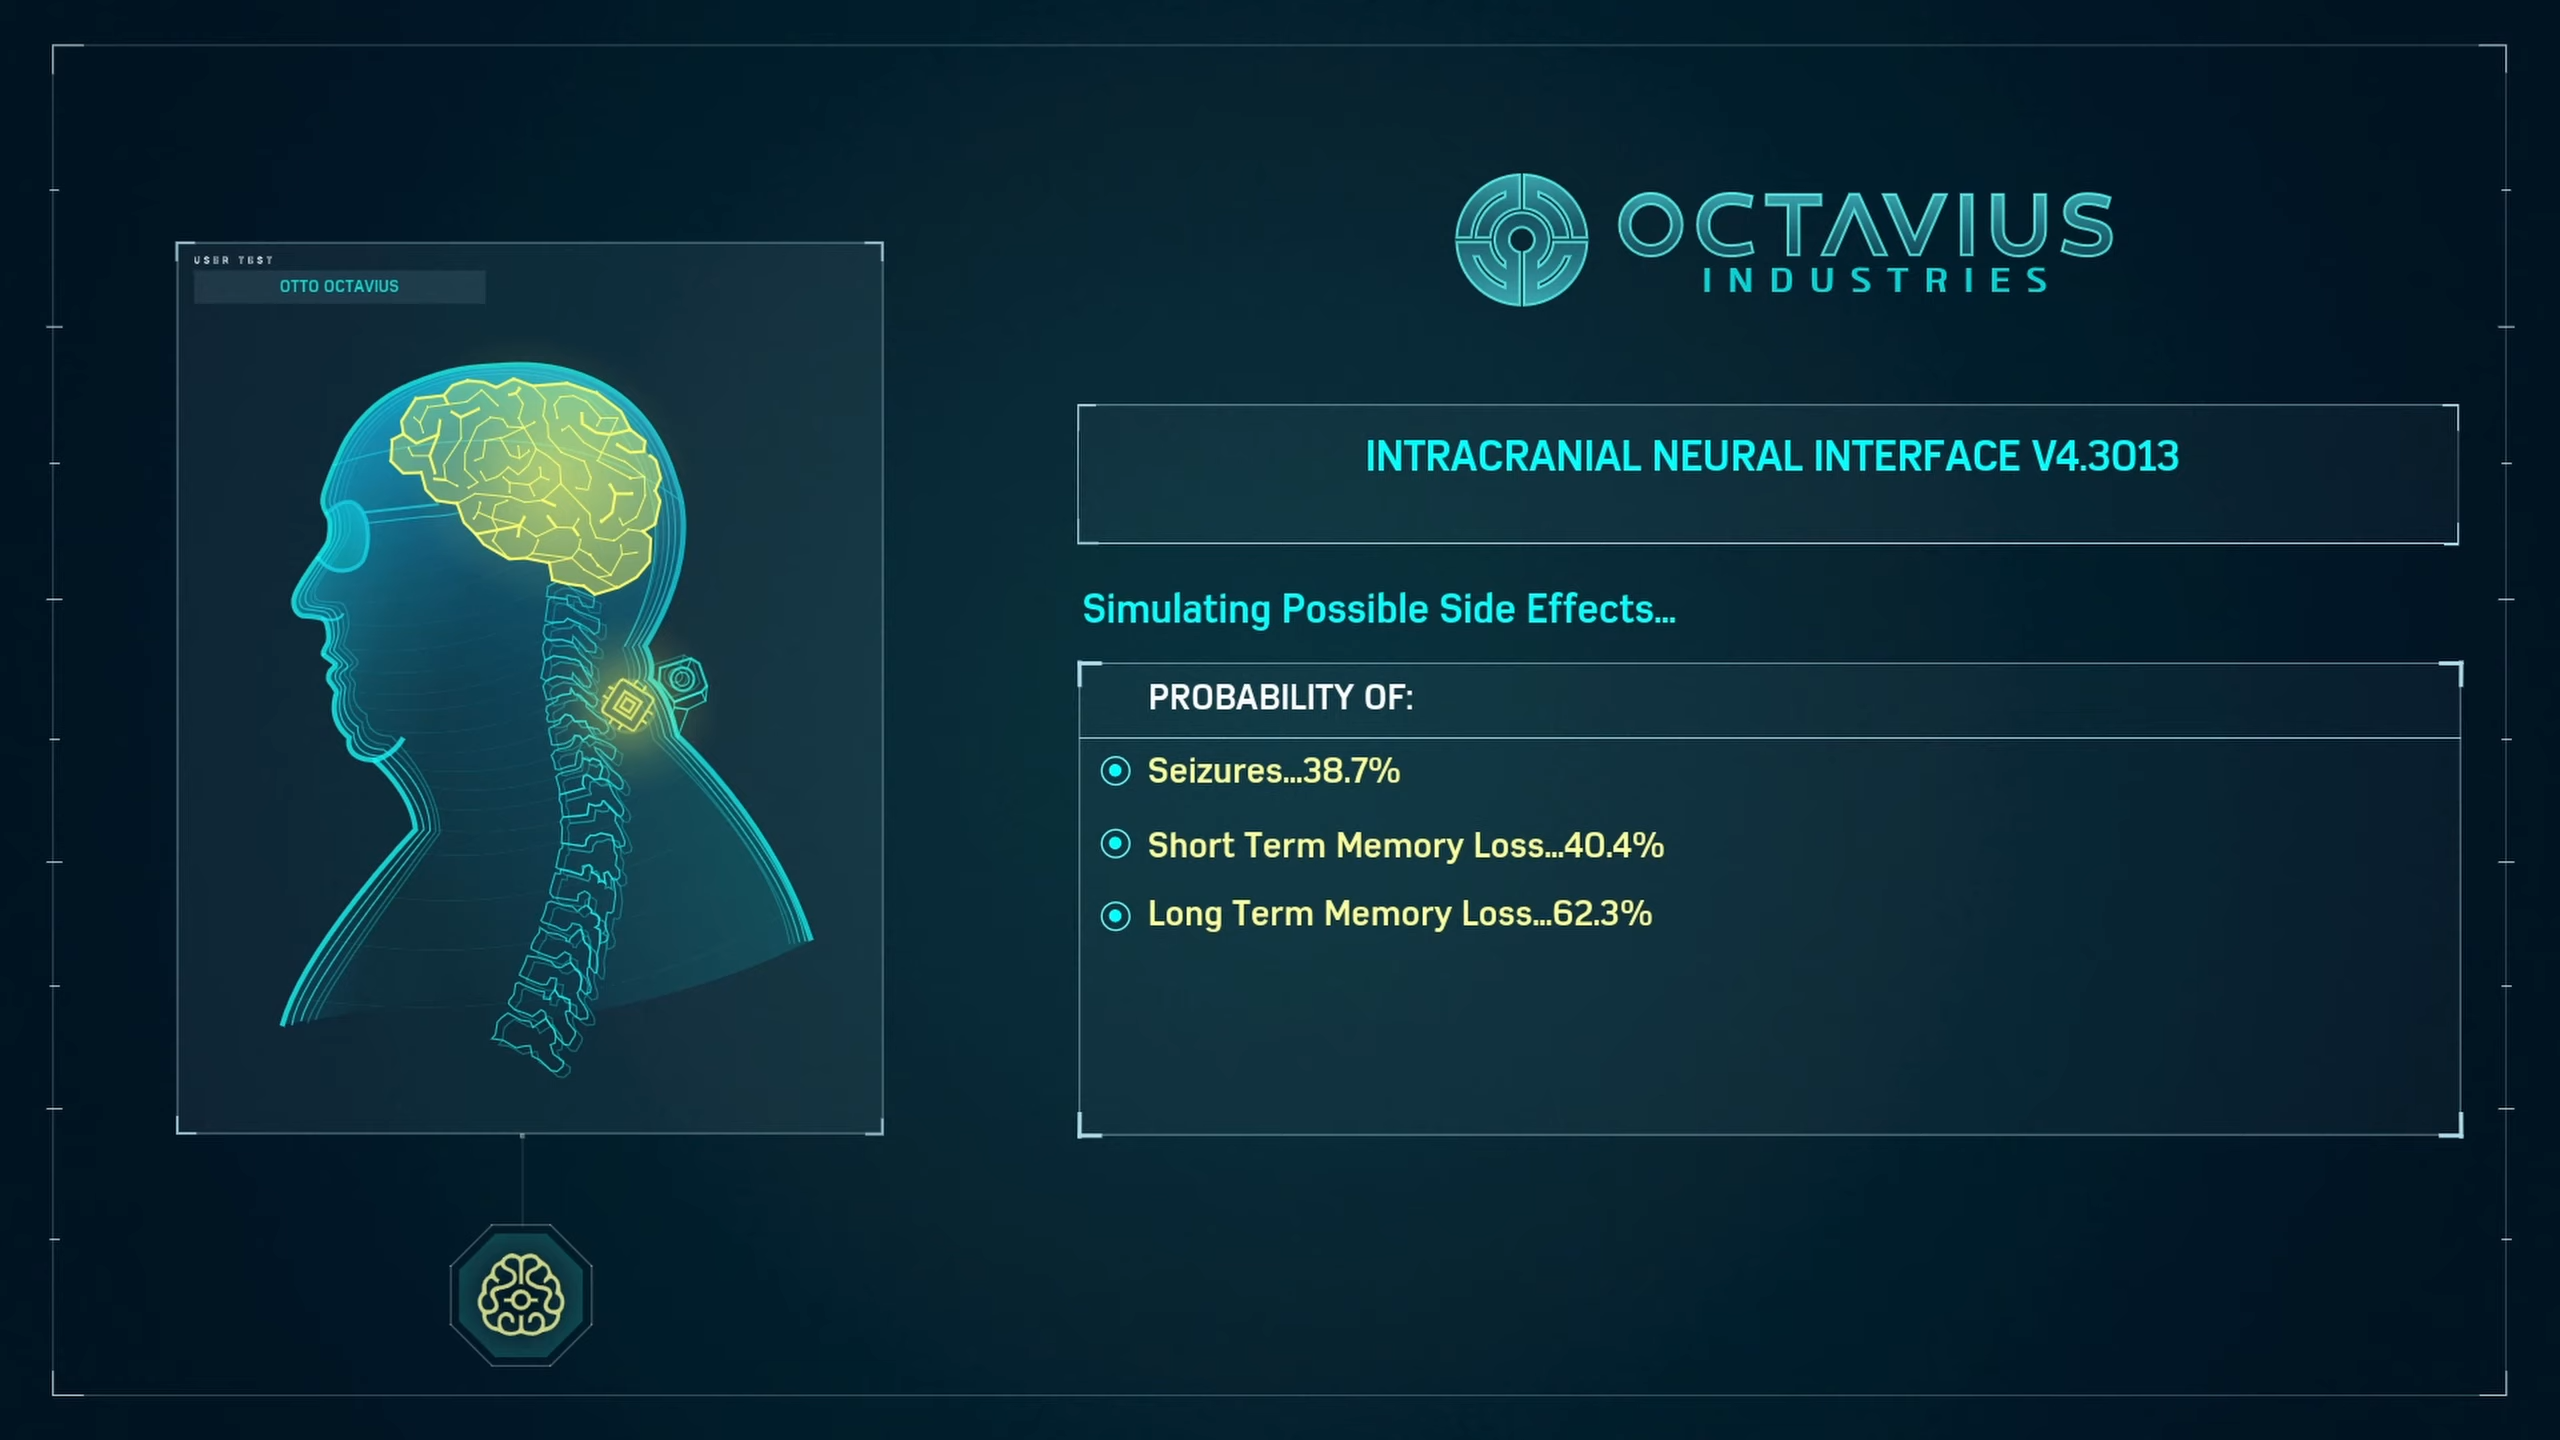 OCTAVIUS
INDUSTRIES
USER TEST
OTTO OCTAVIUS
INTRACRANIAL NEURAL INTERFACE V4.3013
Simulating Possible Side Effects...
PROBABILITY OF:
Seizures...38.7%
Short Term Memory Loss...40.4%
Long Term Memory Loss...62.3%